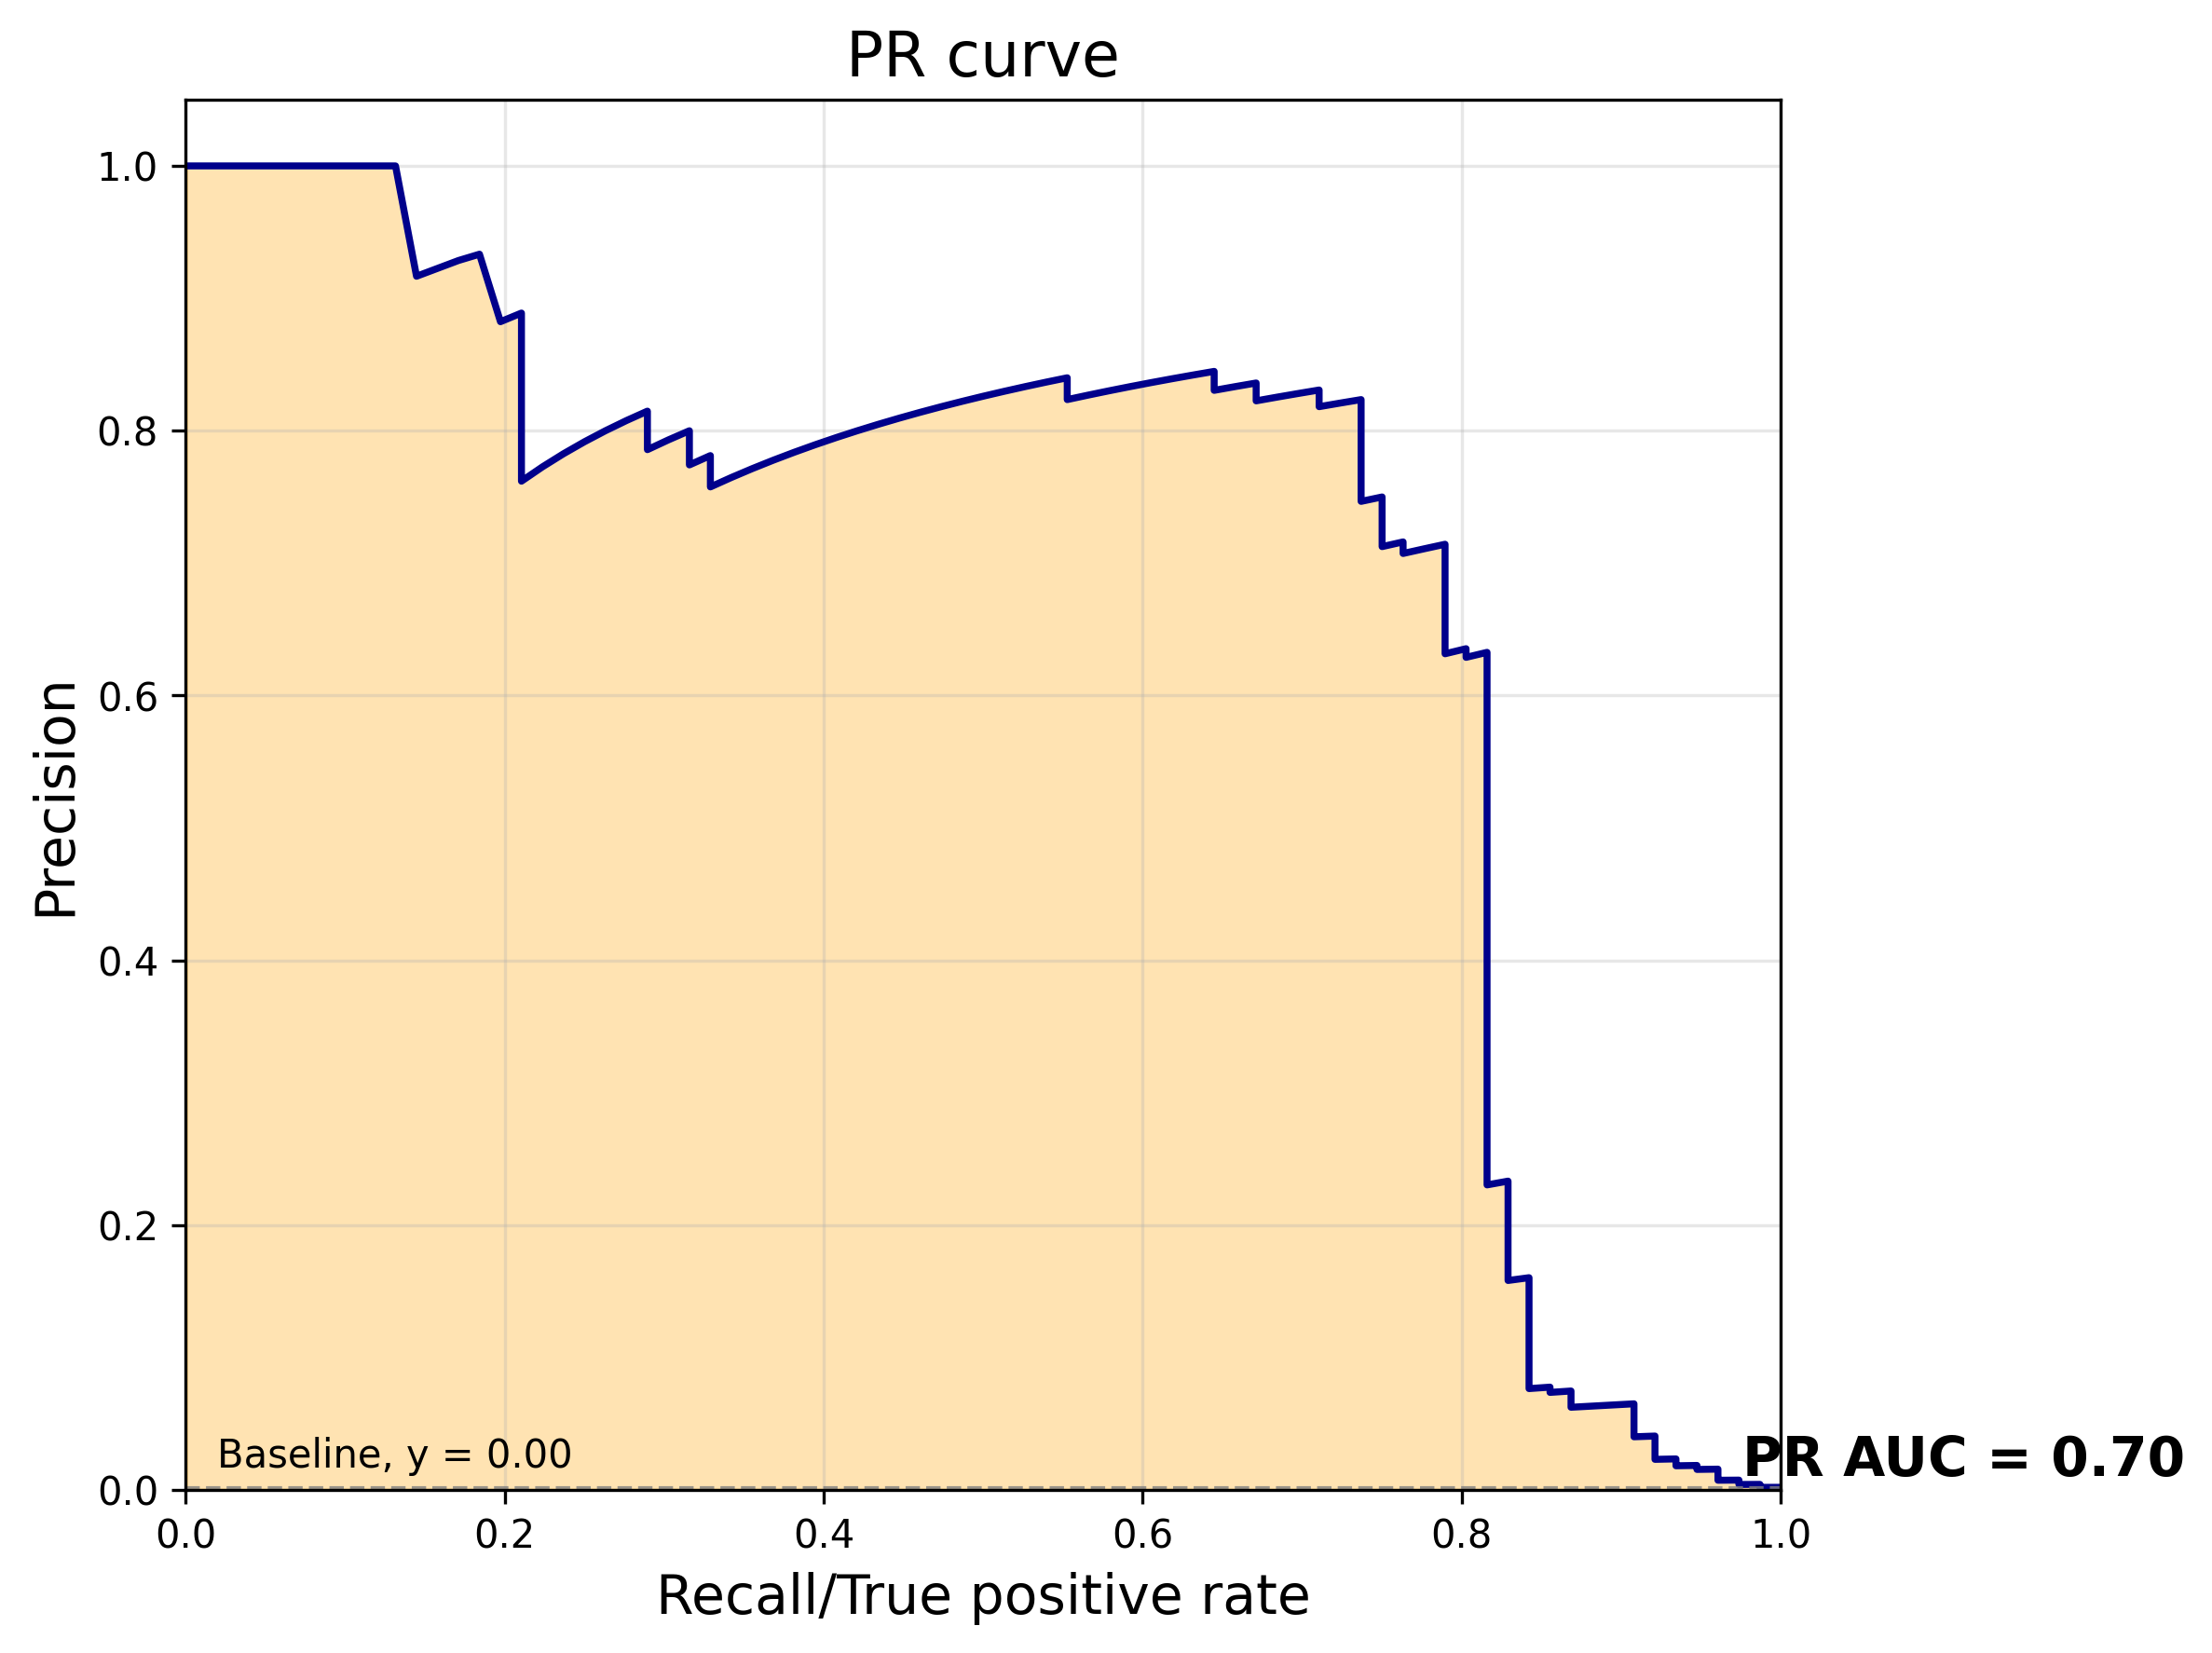 PR curve
Precision
1.0
0.8
0.6
0.4
0.2
0.0
Baseline, y = 0.00
PR AUC = 0.70
0.0 0.2 0.4 0.6 0.8 1.0
Recall/True positive rate